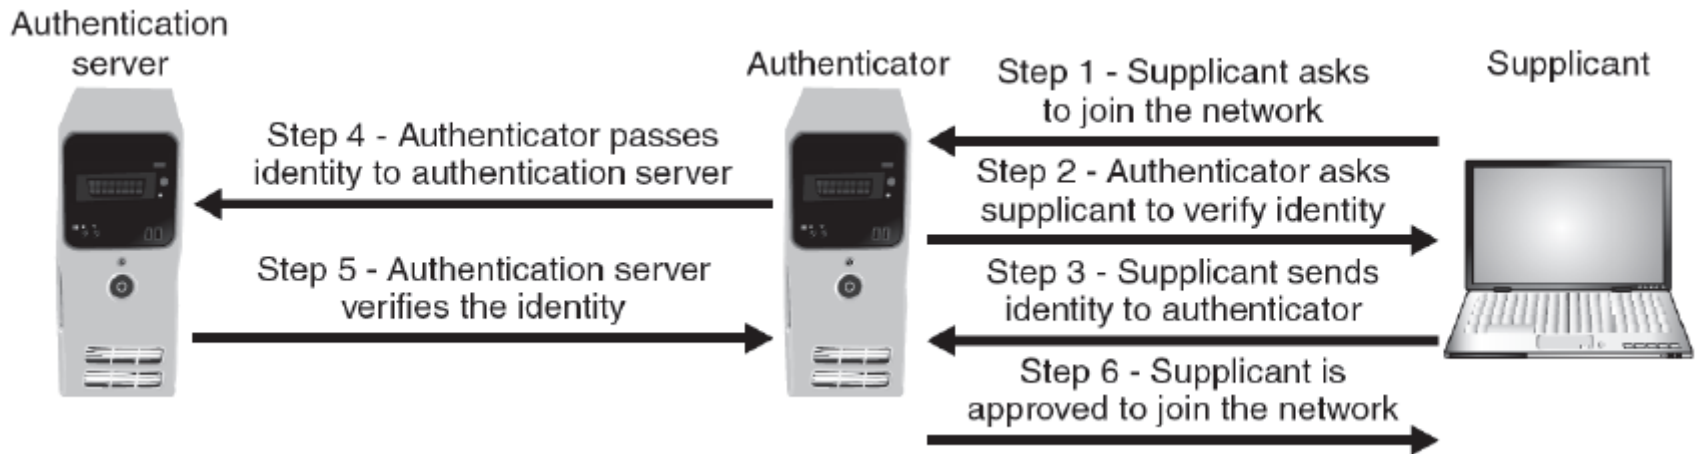 Authentication
server
Authenticator
Supplicant
Step 1 - Supplicant asks
to join the network
Step 2 - Authenticator asks
supplicant to verify identity
Step 3 - Supplicant sends
identity to authenticator
Step 4 - Authenticator passes
identity to authentication server
Step 5 - Authentication server
verifies the identity
Step 6 - Supplicant is
approved to join the network